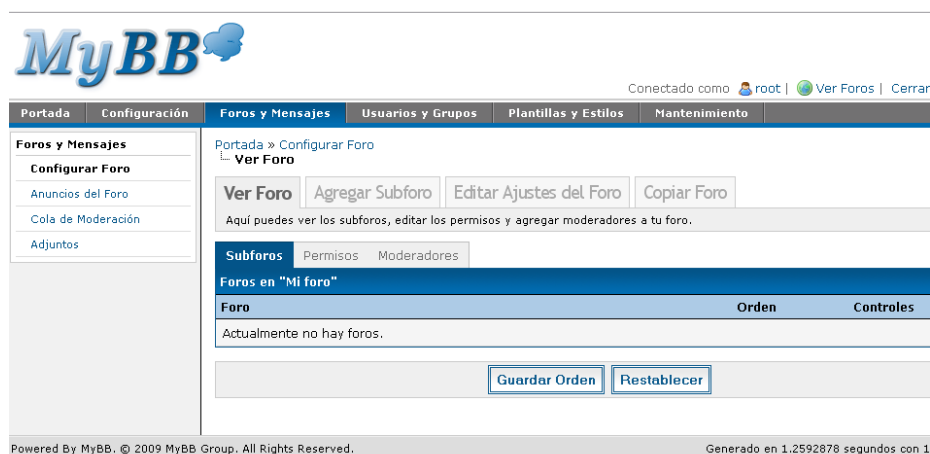 MyBB
Conectado como root | Ver Foros | Cerrar
Portada Configuración Foros y Mensajes Usuarios y Grupos Plantillas y Estilos Mantenimiento
Foros y Mensajes
Configurar Foro
Anuncios del Foro
Cola de Moderación
Adjuntos
Portada » Configurar Foro
Ver Foro
Ver Foro Agregar Subforo Editar Ajustes del Foro Copiar Foro
Aquí puedes ver los subforos, editar los permisos y agregar moderadores a tu foro.
Subforos Permisos Moderadores
Foros en "Mi foro"
Foro Orden Controles
Actualmente no hay foros.
Guardar Orden Restablecer
Powered By MyBB. © 2009 MyBB Group. All Rights Reserved. Generado en 1.2592878 segundos con 1